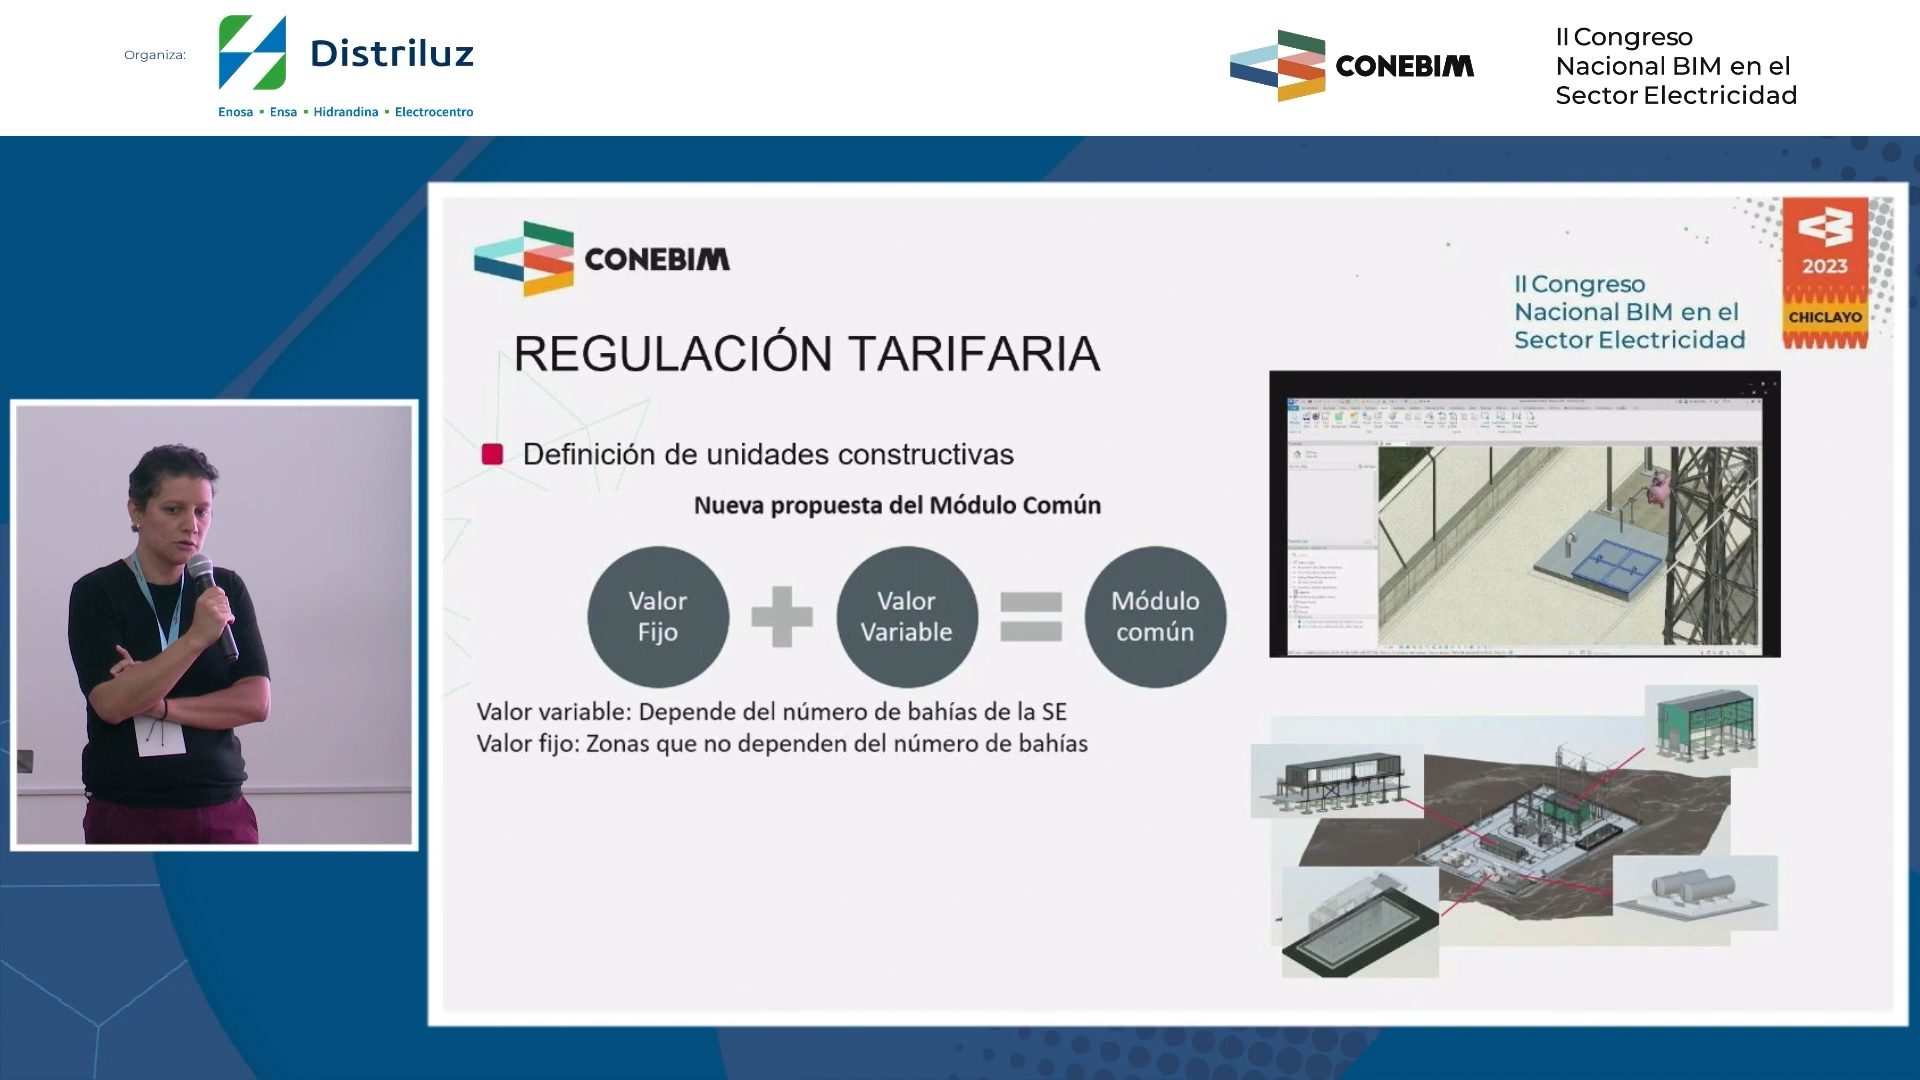 Organiza:
Distriluz
Enosa ▪ Ensa ▪ Hidrandina ▪ Electrocentro
CONEBIM
II Congreso
Nacional BIM en el
Sector Electricidad
CONEBIM
2023
CHICLAYO
II Congreso
Nacional BIM en el
Sector Electricidad
REGULACIÓN TARIFARIA
Definición de unidades constructivas
Nueva propuesta del Módulo Común
Valor
Fijo
Valor
Variable
Módulo
común
Valor variable: Depende del número de bahías de la SE
Valor fijo: Zonas que no dependen del número de bahías